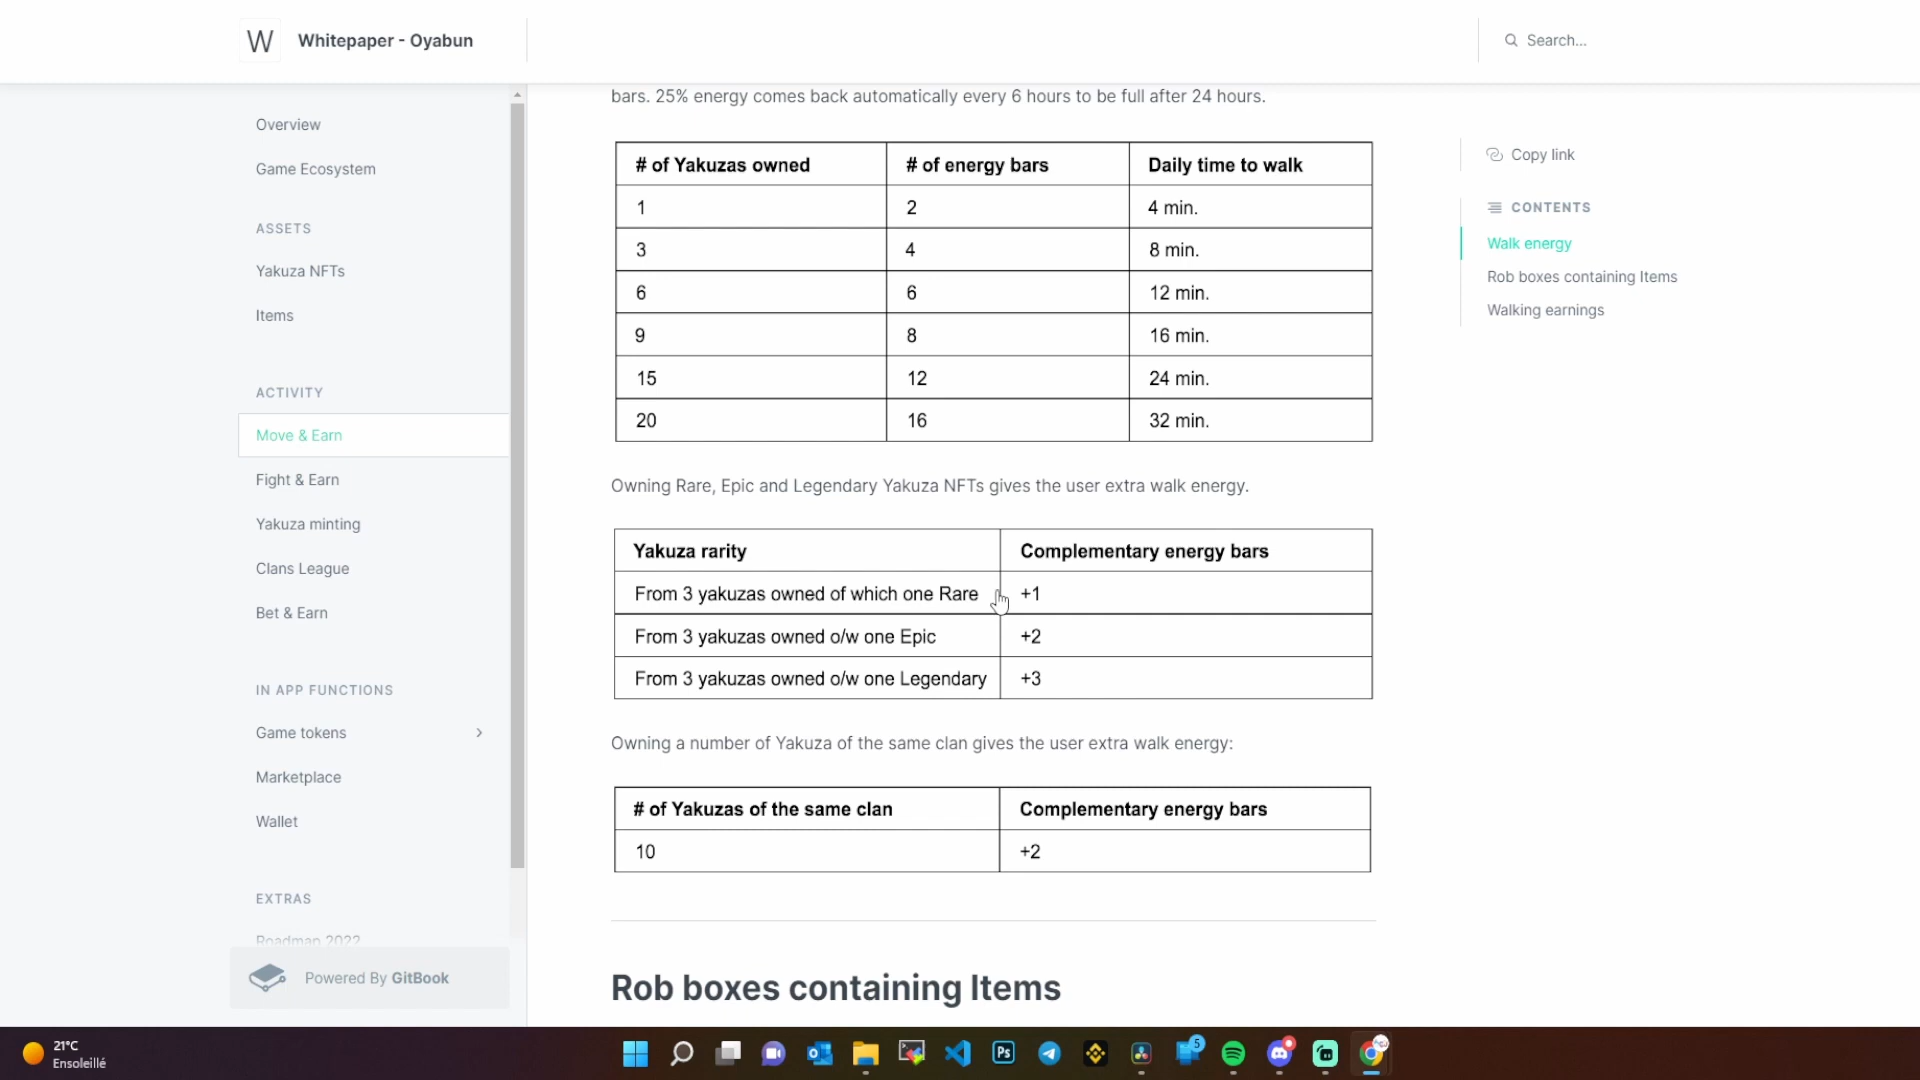 W
Whitepaper - Oyabun
Search...
Overview
Game Ecosystem
ASSETS
Yakuza NFTs
Items
ACTIVITY
Move & Earn
Fight & Earn
Yakuza minting
Clans League
Bet & Earn
IN APP FUNCTIONS
Game tokens
Marketplace
Wallet
EXTRAS
Roadmap 2022
Powered By GitBook
bars. 25% energy comes back automatically every 6 hours to be full after 24 hours.
# of Yakuzas owned # of energy bars Daily time to walk
1 2 4 min.
3 4 8 min.
6 6 12 min.
9 8 16 min.
15 12 24 min.
20 16 32 min.
Owning Rare, Epic and Legendary Yakuza NFTs gives the user extra walk energy.
Yakuza rarity Complementary energy bars
From 3 yakuzas owned of which one Rare +1
From 3 yakuzas owned o/w one Epic +2
From 3 yakuzas owned o/w one Legendary +3
Owning a number of Yakuza of the same clan gives the user extra walk energy:
# of Yakuzas of the same clan Complementary energy bars
10 +2
Rob boxes containing Items
Copy link
CONTENTS
Walk energy
Rob boxes containing Items
Walking earnings
21°C
Ensoleillé
Ps
5